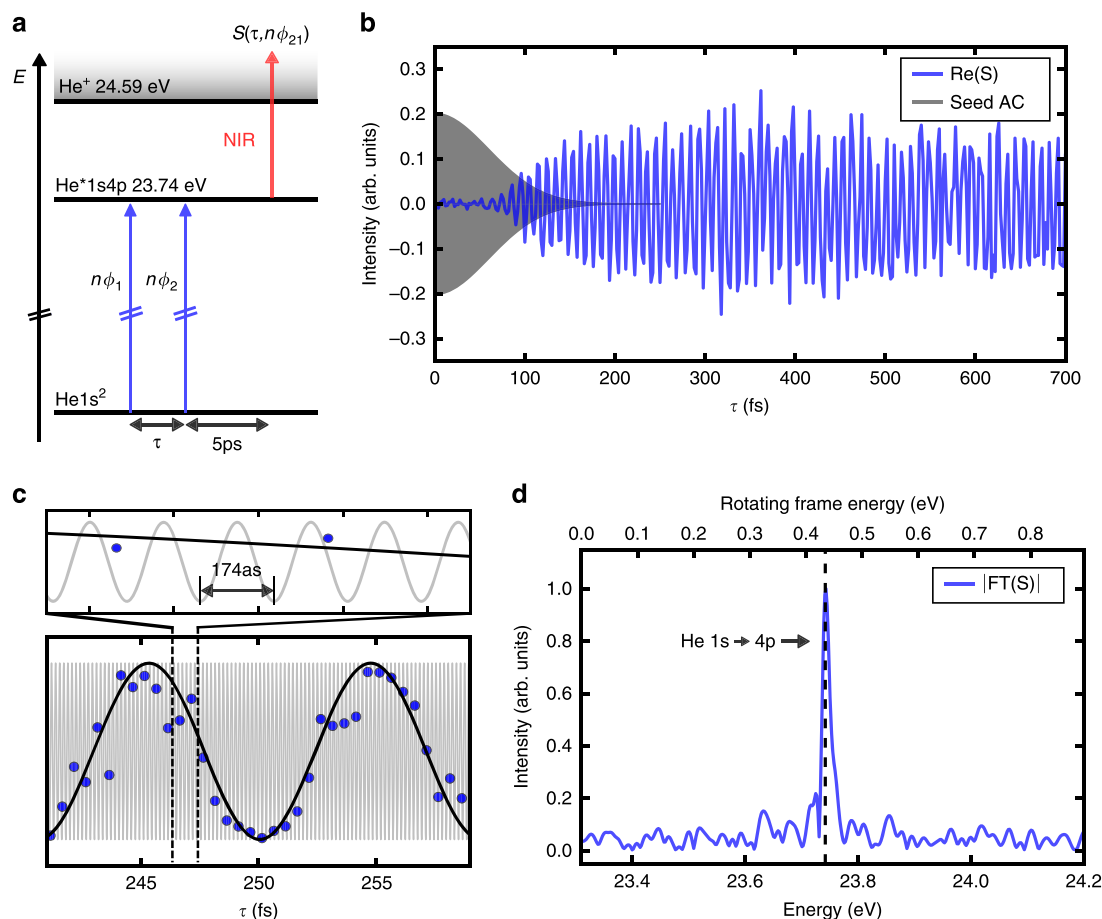 a
S(τ,nϕ21)
E
He+ 24.59 eV
NIR
He*1s4p 23.74 eV
nϕ1
nϕ2
He1s2
τ
5ps
b
Intensity (arb. units)
0.3
0.2
0.1
0.0
−0.1
−0.2
−0.3
Re(S)
Seed AC
0
100
200
300
400
500
600
700
τ (fs)
c
174as
245
250
255
τ (fs)
d
Rotating frame energy (eV)
0.0
0.1
0.2
0.3
0.4
0.5
0.6
0.7
0.8
Intensity (arb. units)
1.0
0.8
0.6
0.4
0.2
0.0
|FT(S)|
He 1s → 4p
23.4
23.6
23.8
24.0
24.2
Energy (eV)